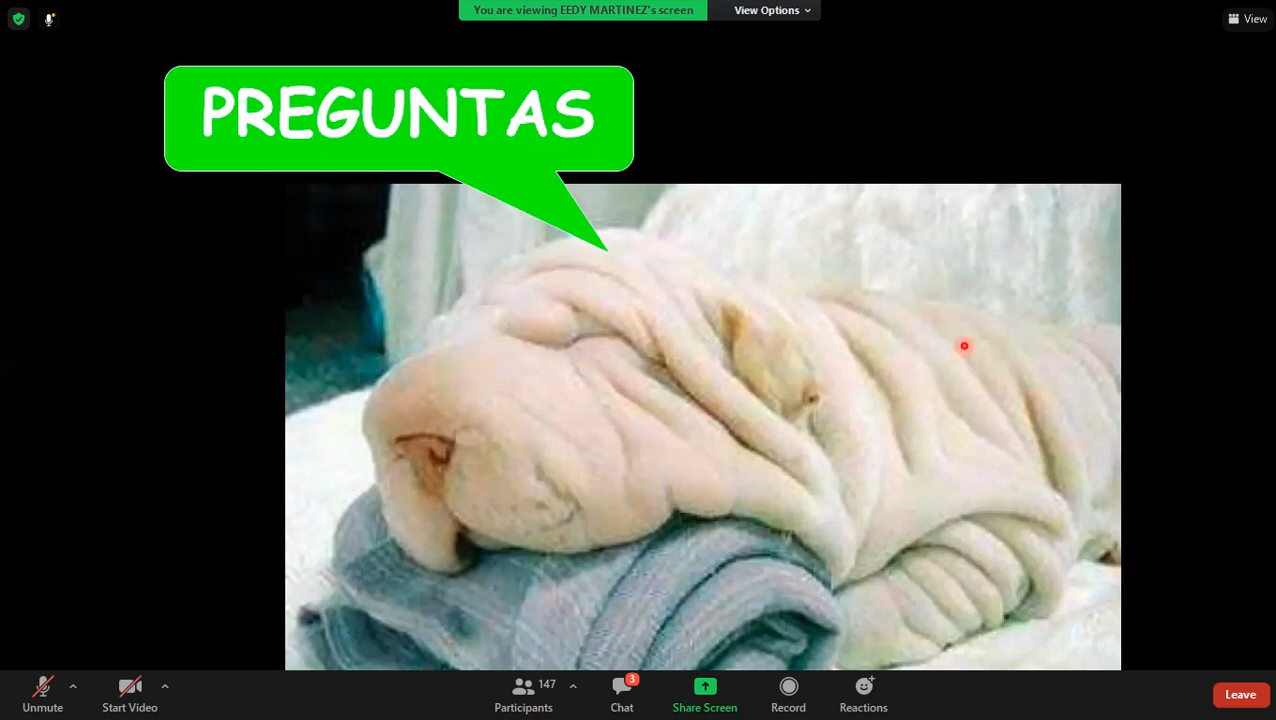 You are viewing EEDY MARTINEZ's screen
View Options
View
PREGUNTAS
Unmute
Start Video
147
Participants
3
Chat
Share Screen
Record
Reactions
Leave